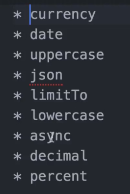 * currency
* date
* uppercase
* json
* limitTo
* lowercase
* async
* decimal
* percent